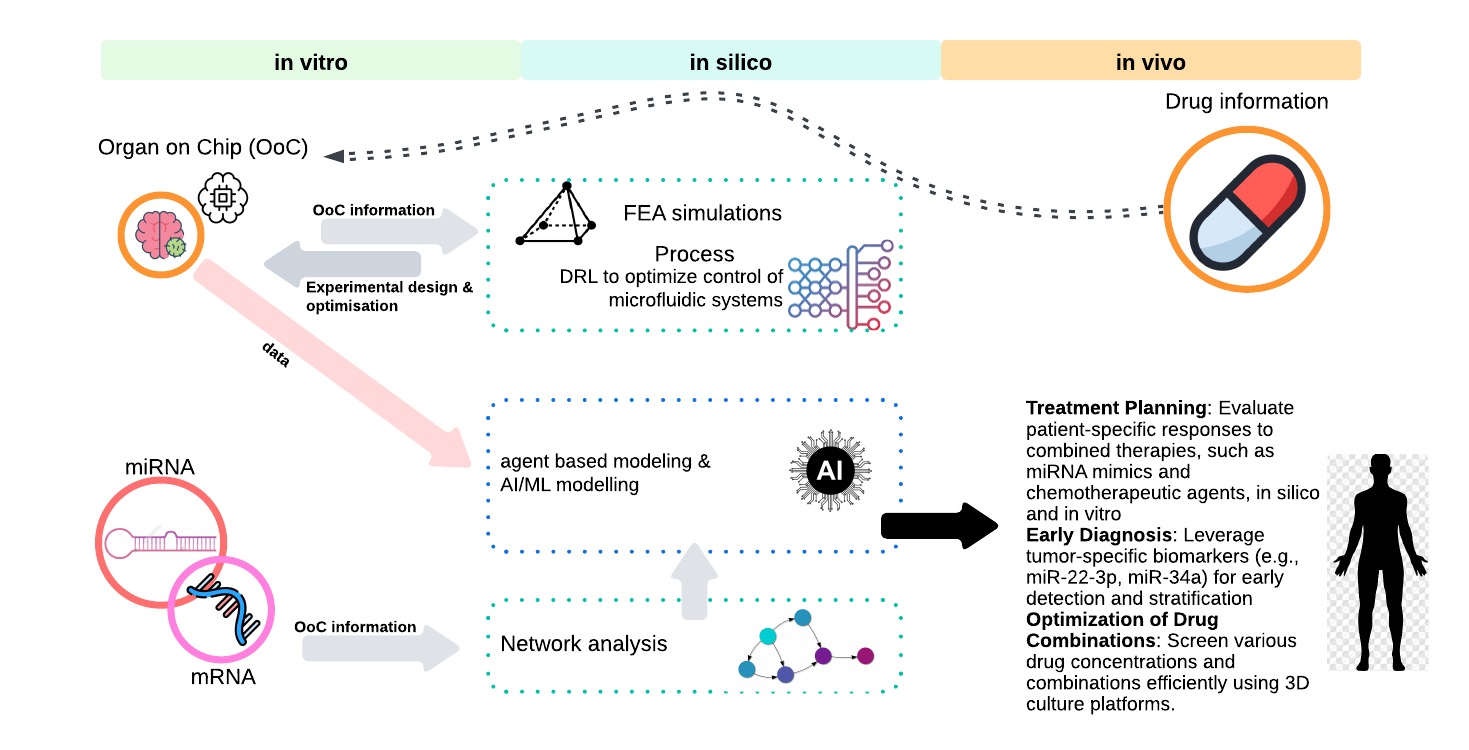 in vitro
in silico
in vivo
Drug information
Organ on Chip (OoC)
OoC information
FEA simulations
Process
DRL to optimize control of
microfluidic systems
Experimental design &
optimisation
data
agent based modeling &
AI/ML modelling
AI
miRNA
mRNA
OoC information
Network analysis
Treatment Planning: Evaluate
patient-specific responses to
combined therapies, such as
miRNA mimics and
chemotherapeutic agents, in silico
and in vitro
Early Diagnosis: Leverage
tumor-specific biomarkers (e.g.,
miR-22-3p, miR-34a) for early
detection and stratification
Optimization of Drug
Combinations: Screen various
drug concentrations and
combinations efficiently using 3D
culture platforms.